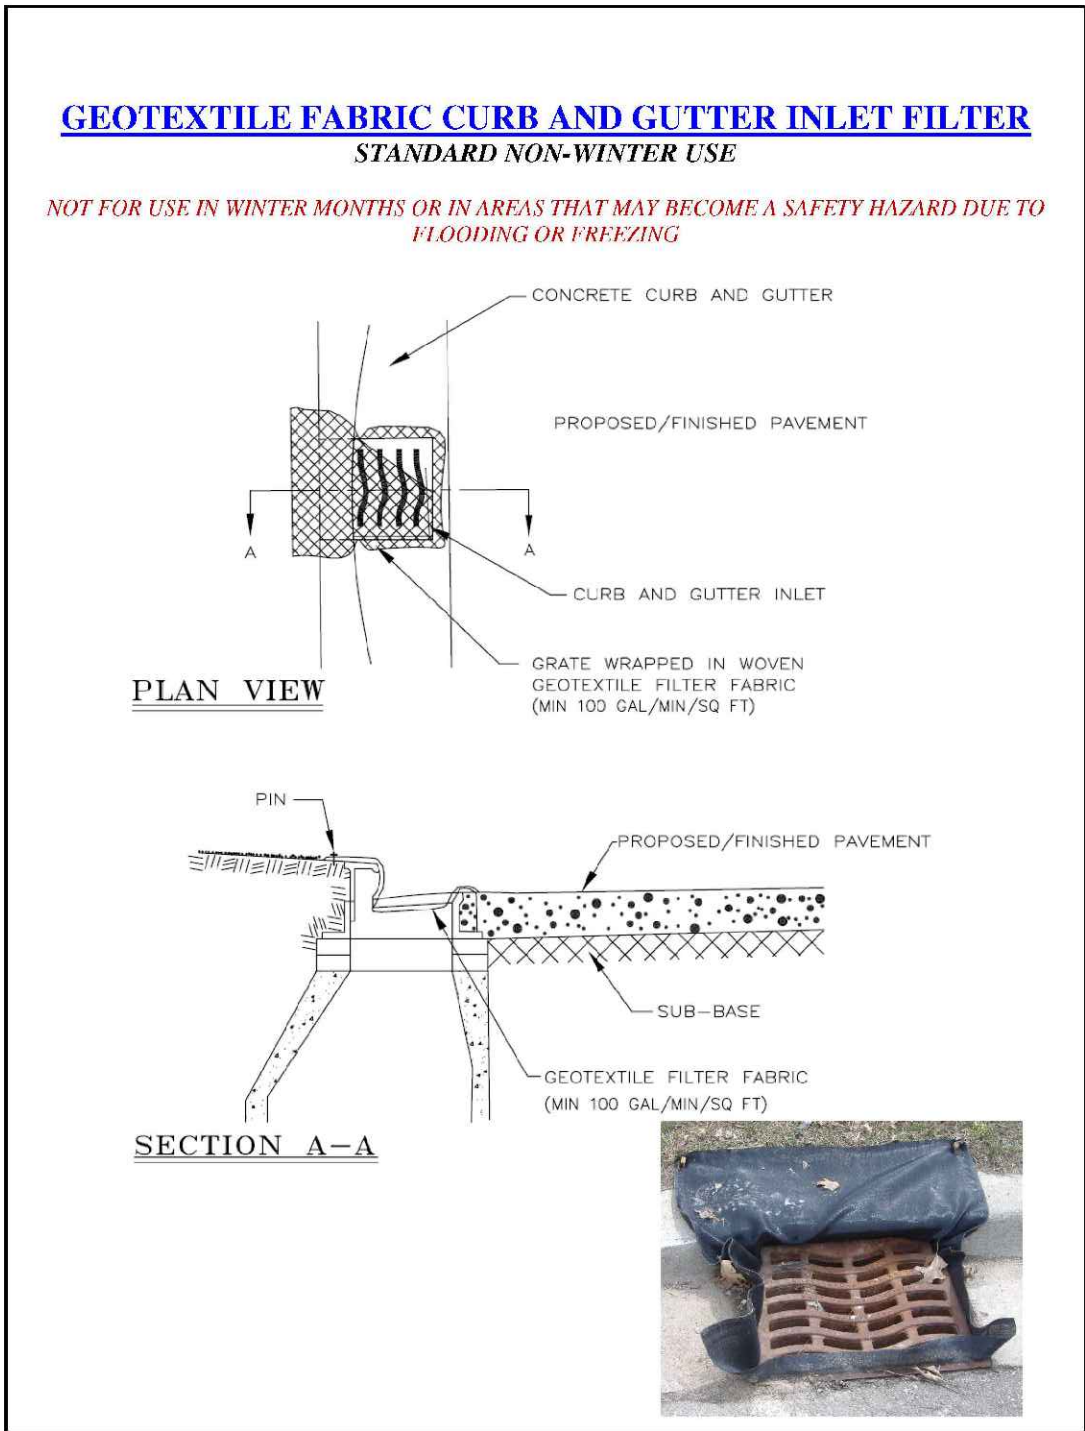 GEOTEXTILE FABRIC CURB AND GUTTER INLET FILTER
STANDARD NON-WINTER USE
NOT FOR USE IN WINTER MONTHS OR IN AREAS THAT MAY BECOME A SAFETY HAZARD DUE TO
FLOODING OR FREEZING
CONCRETE CURB AND GUTTER
PROPOSED/FINISHED PAVEMENT
A
A
CURB AND GUTTER INLET
GRATE WRAPPED IN WOVEN
GEOTEXTILE FILTER FABRIC
(MIN 100 GAL/MIN/SQ FT)
PLAN VIEW
PIN
PROPOSED/FINISHED PAVEMENT
SUB-BASE
GEOTEXTILE FILTER FABRIC
(MIN 100 GAL/MIN/SQ FT)
SECTION A-A